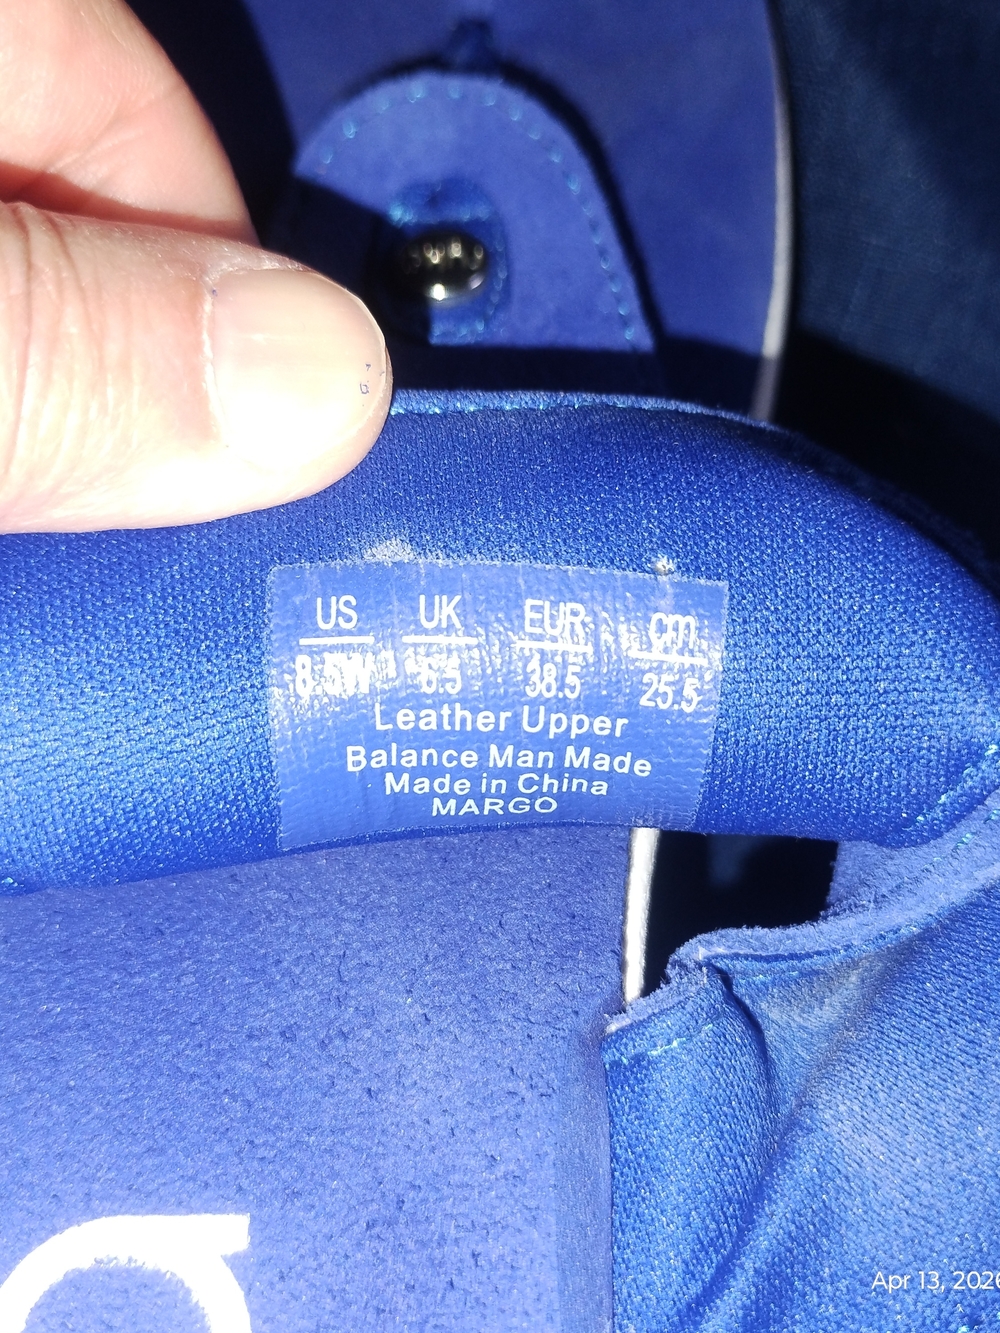 US UK EUR cm
8.5W 6.5 38.5 25.5
Leather Upper
Balance Man Made
Made in China
MARGO
Apr 13, 2026